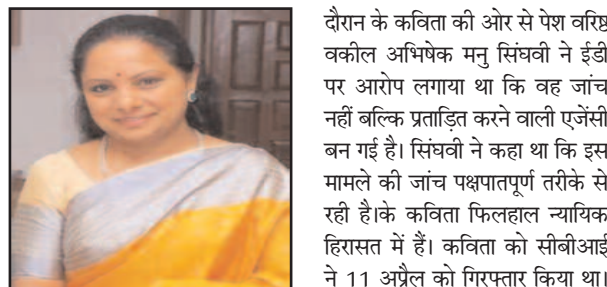 दौरान के कविता की ओर से पेश वरिष्ठ
वकील अभिषेक मनु सिंघवी ने ईडी
पर आरोप लगाया था कि वह जांच
नहीं बल्कि प्रताड़ित करने वाली एजेंसी
बन गई है। सिंघवी ने कहा था कि इस
मामले की जांच पक्षपातपूर्ण तरीके से
रही है।के कविता फिलहाल न्यायिक
हिरासत में हैं। कविता को सीबीआई
ने 11 अप्रैल को गिरफ्तार किया था।